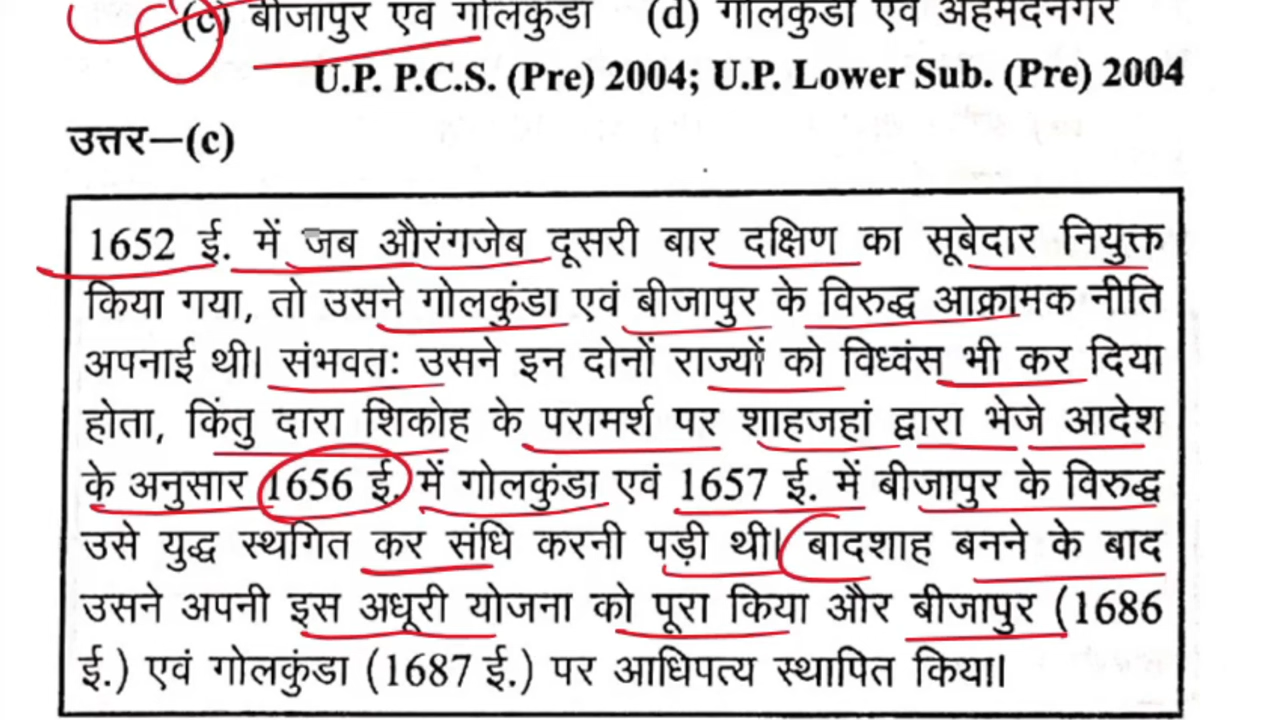 (c) बीजापुर एवं गोलकुंडा (d) गोलकुंडा एवं अहमदनगर
U.P. P.C.S. (Pre) 2004; U.P. Lower Sub. (Pre) 2004
उत्तर—(c)
1652 ई. में जब औरंगजेब दूसरी बार दक्षिण का सूबेदार नियुक्त
किया गया, तो उसने गोलकुंडा एवं बीजापुर के विरुद्ध आक्रामक नीति
अपनाई थी। संभवतः उसने इन दोनों राज्यों को विध्वंस भी कर दिया
होता, किंतु दारा शिकोह के परामर्श पर शाहजहां द्वारा भेजे आदेश
के अनुसार 1656 ई. में गोलकुंडा एवं 1657 ई. में बीजापुर के विरुद्ध
उसे युद्ध स्थगित कर संधि करनी पड़ी थी। बादशाह बनने के बाद
उसने अपनी इस अधूरी योजना को पूरा किया और बीजापुर (1686
ई.) एवं गोलकुंडा (1687 ई.) पर आधिपत्य स्थापित किया।